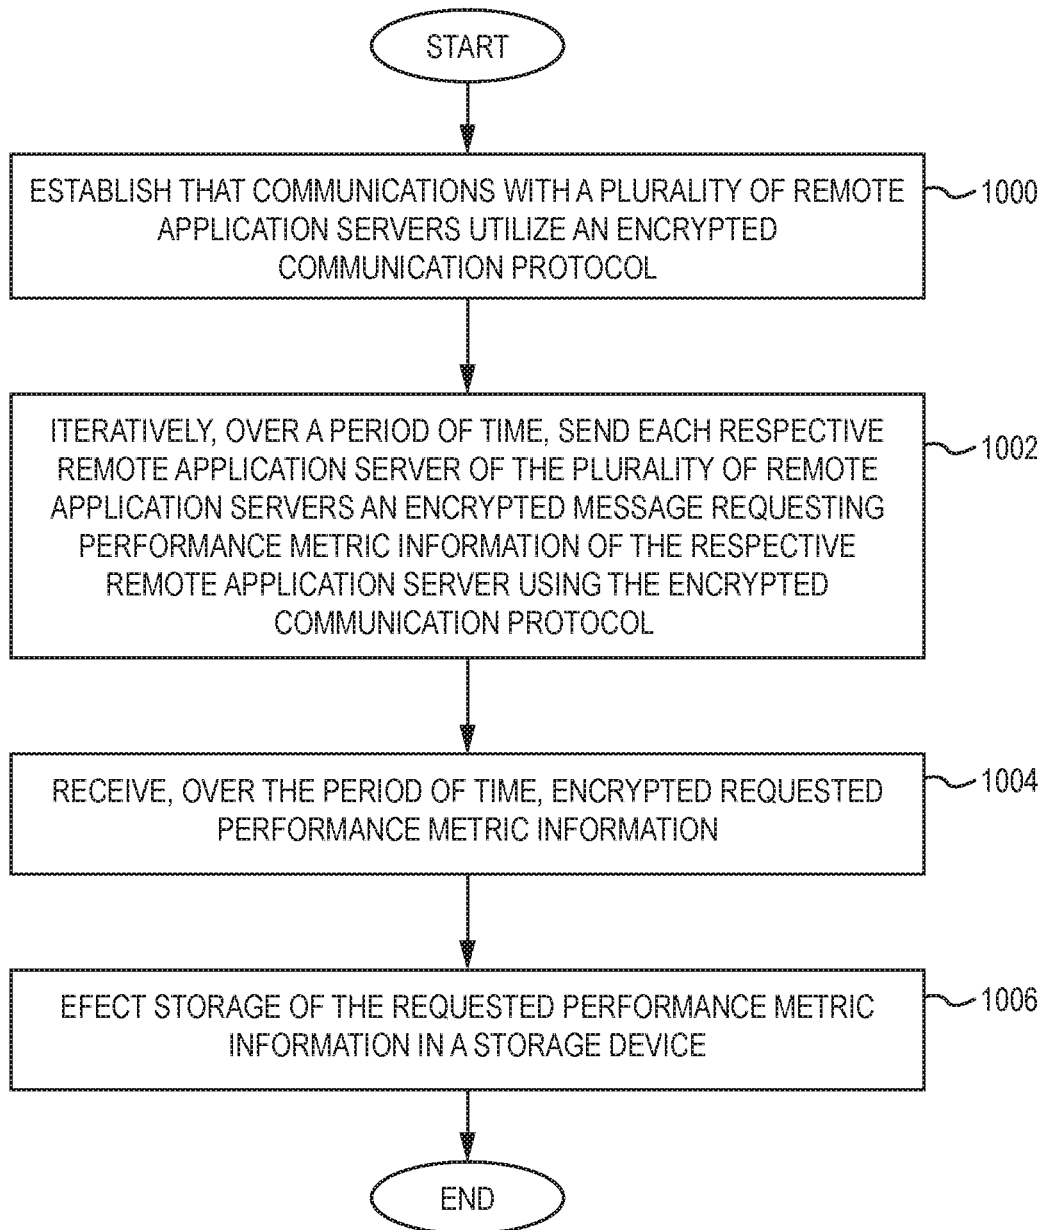 START
ESTABLISH THAT COMMUNICATIONS WITH A PLURALITY OF REMOTE
APPLICATION SERVERS UTILIZE AN ENCRYPTED
COMMUNICATION PROTOCOL
1000
ITERATIVELY, OVER A PERIOD OF TIME, SEND EACH RESPECTIVE
REMOTE APPLICATION SERVER OF THE PLURALITY OF REMOTE
APPLICATION SERVERS AN ENCRYPTED MESSAGE REQUESTING
PERFORMANCE METRIC INFORMATION OF THE RESPECTIVE
REMOTE APPLICATION SERVER USING THE ENCRYPTED
COMMUNICATION PROTOCOL
1002
RECEIVE, OVER THE PERIOD OF TIME, ENCRYPTED REQUESTED
PERFORMANCE METRIC INFORMATION
1004
EFECT STORAGE OF THE REQUESTED PERFORMANCE METRIC
INFORMATION IN A STORAGE DEVICE
1006
END